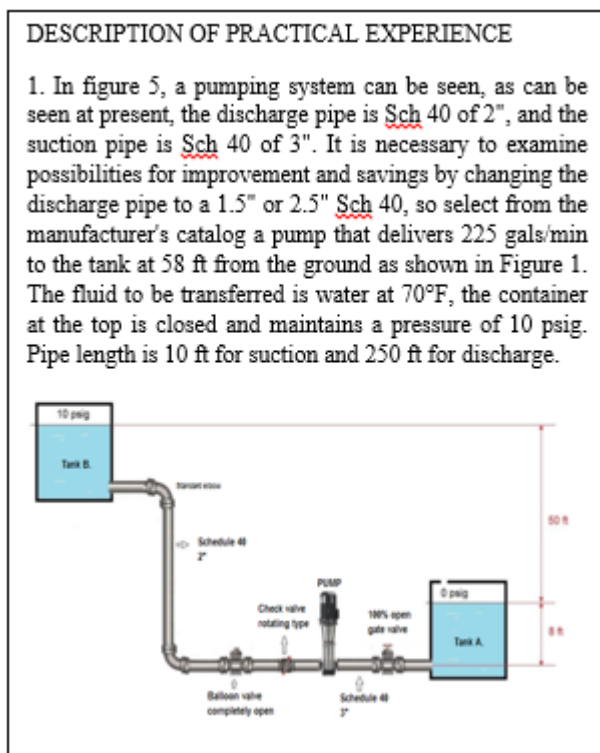 DESCRIPTION OF PRACTICAL EXPERIENCE
1. In figure 5, a pumping system can be seen, as can be
seen at present, the discharge pipe is Sch 40 of 2", and the
suction pipe is Sch 40 of 3". It is necessary to examine
possibilities for improvement and savings by changing the
discharge pipe to a 1.5" or 2.5" Sch 40, so select from the
manufacturer's catalog a pump that delivers 225 gals/min
to the tank at 58 ft from the ground as shown in Figure 1.
The fluid to be transferred is water at 70°F, the container
at the top is closed and maintains a pressure of 10 psig.
Pipe length is 10 ft for suction and 250 ft for discharge.
10 psig
Tank B.
Standart elbow
50 ft
Schedule 40
2"
PUMP
0 psig
Check valve
rotating type
100% open
gate valve
Tank A.
8 ft
Balloon valve
completely open
Schedule 40
3"